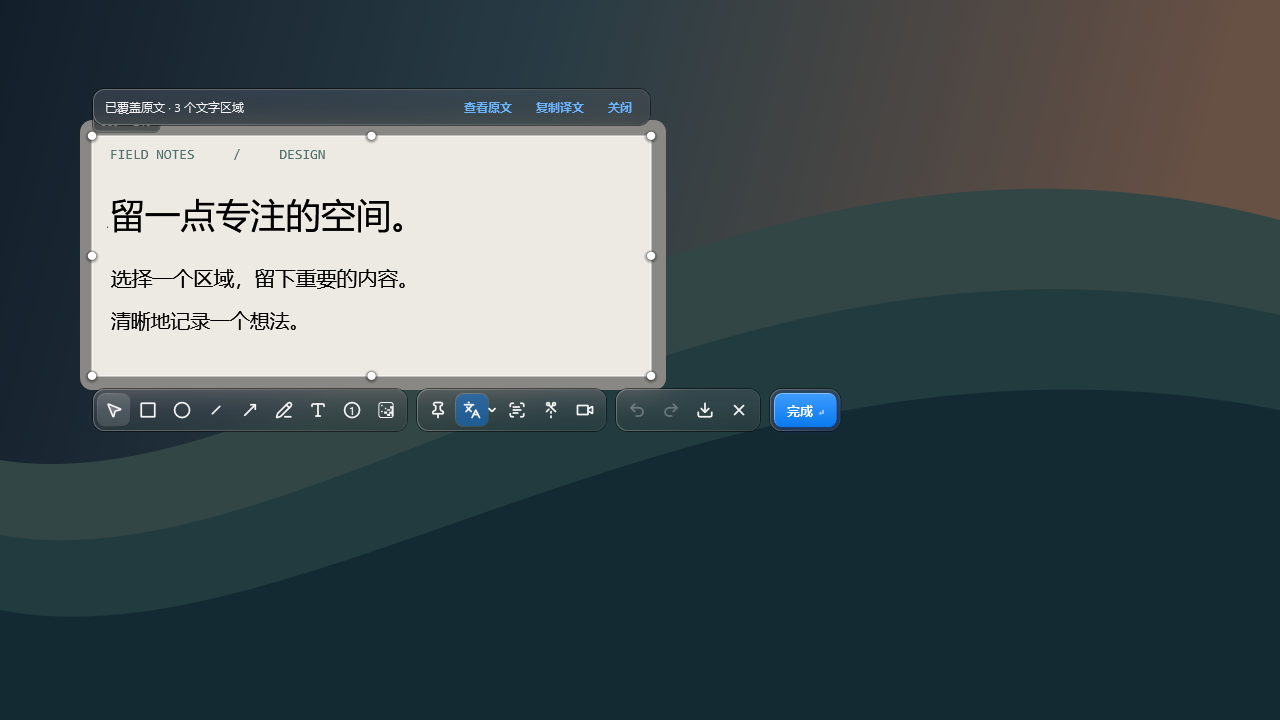 已覆盖原文 · 3 个文字区域 查看原文 复制译文 关闭
FIELD NOTES / DESIGN
留一点专注的空间。
选择一个区域，留下重要的内容。
清晰地记录一个想法。
完成